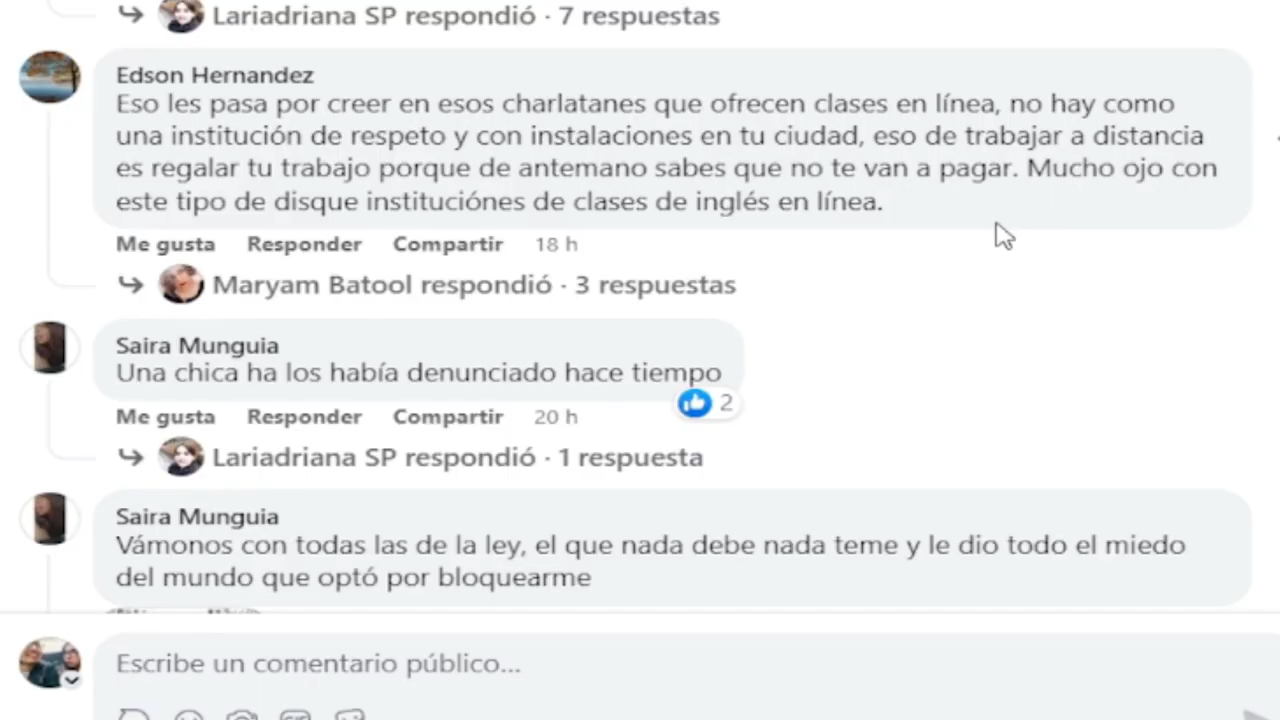 Lariadriana SP respondió · 7 respuestas
Edson Hernandez
Eso les pasa por creer en esos charlatanes que ofrecen clases en línea, no hay como
una institución de respeto y con instalaciones en tu ciudad, eso de trabajar a distancia
es regalar tu trabajo porque de antemano sabes que no te van a pagar. Mucho ojo con
este tipo de disque instituciónes de clases de inglés en línea.
Me gusta Responder Compartir 18 h
Maryam Batool respondió · 3 respuestas
Saira Munguia
Una chica ha los había denunciado hace tiempo
2
Me gusta Responder Compartir 20 h
Lariadriana SP respondió · 1 respuesta
Saira Munguia
Vámonos con todas las de la ley, el que nada debe nada teme y le dio todo el miedo
del mundo que optó por bloquearme
Escribe un comentario público...